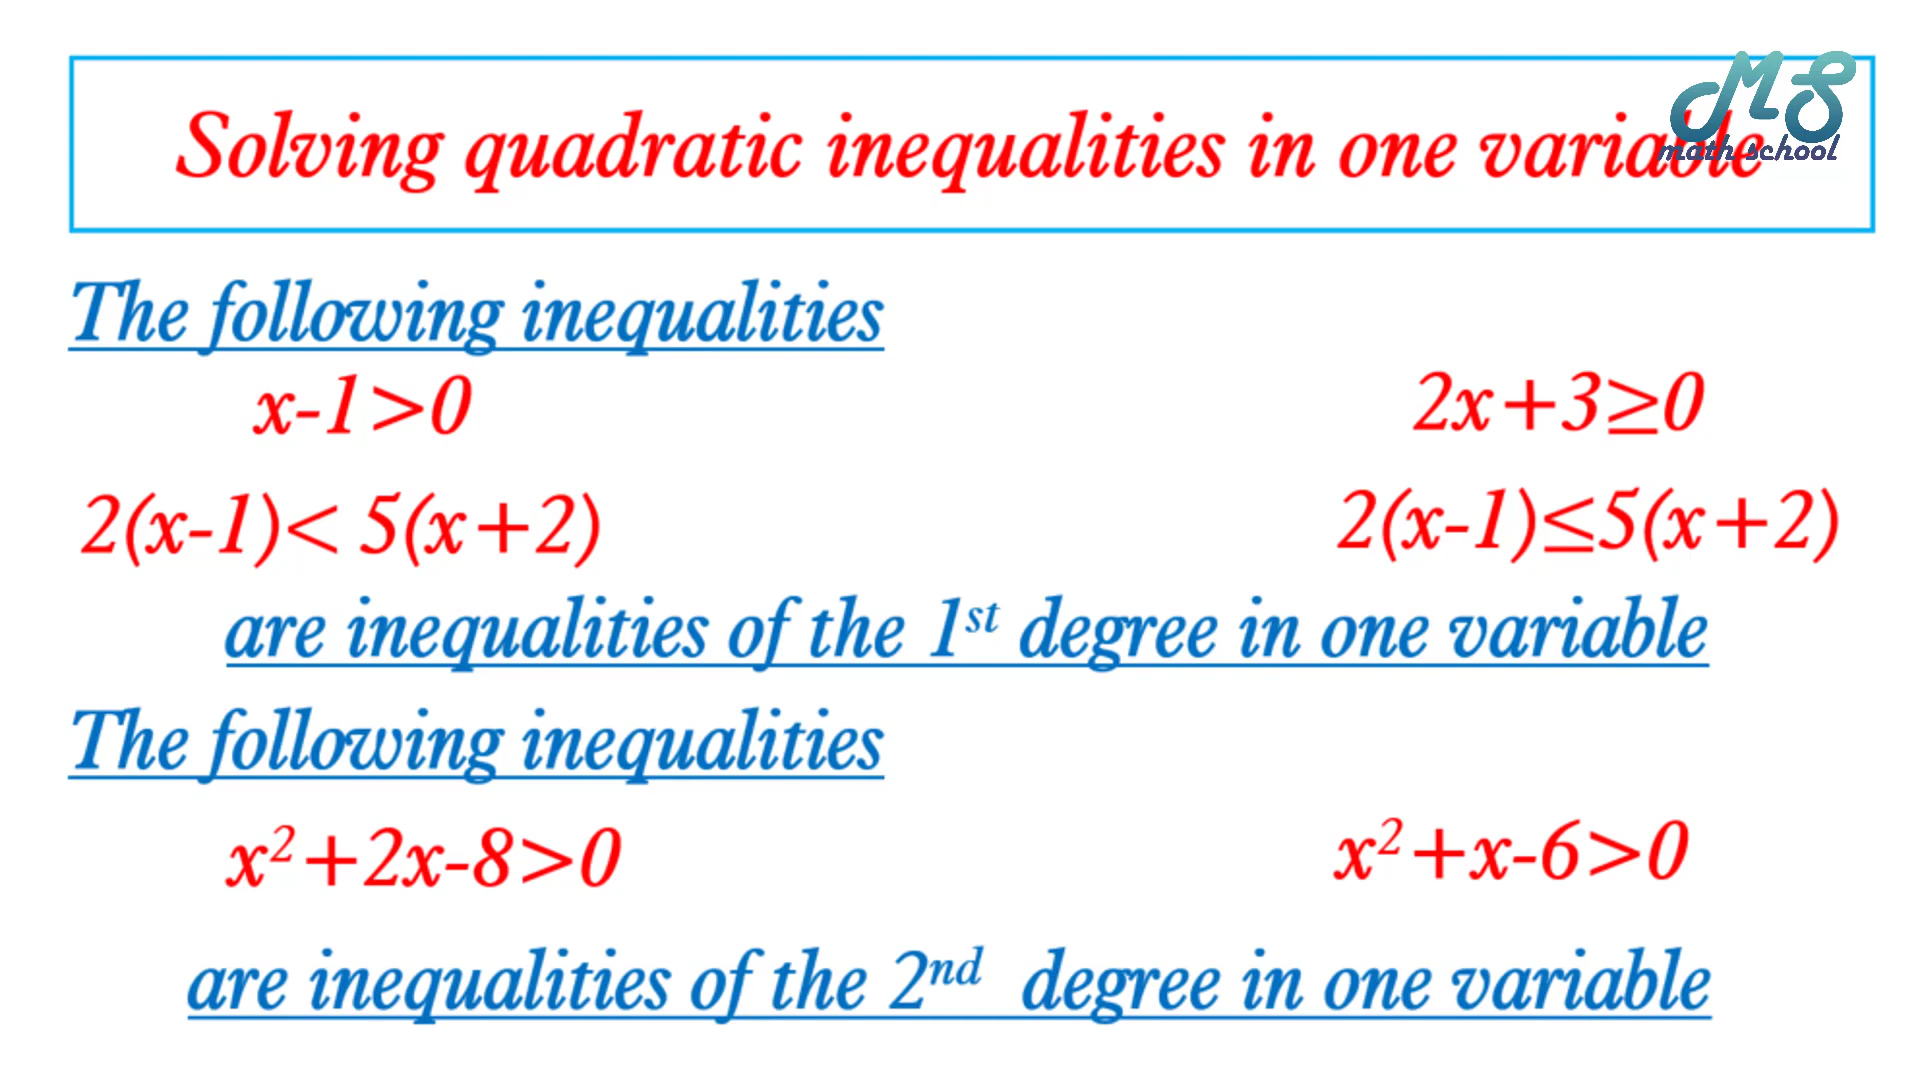 Solving quadratic inequalities in one variable
MS
math school
The following inequalities
x-1>0 2x+3≥0
2(x-1)< 5(x+2) 2(x-1)≤5(x+2)
are inequalities of the 1st degree in one variable
The following inequalities
x²+2x-8>0 x²+x-6>0
are inequalities of the 2nd degree in one variable